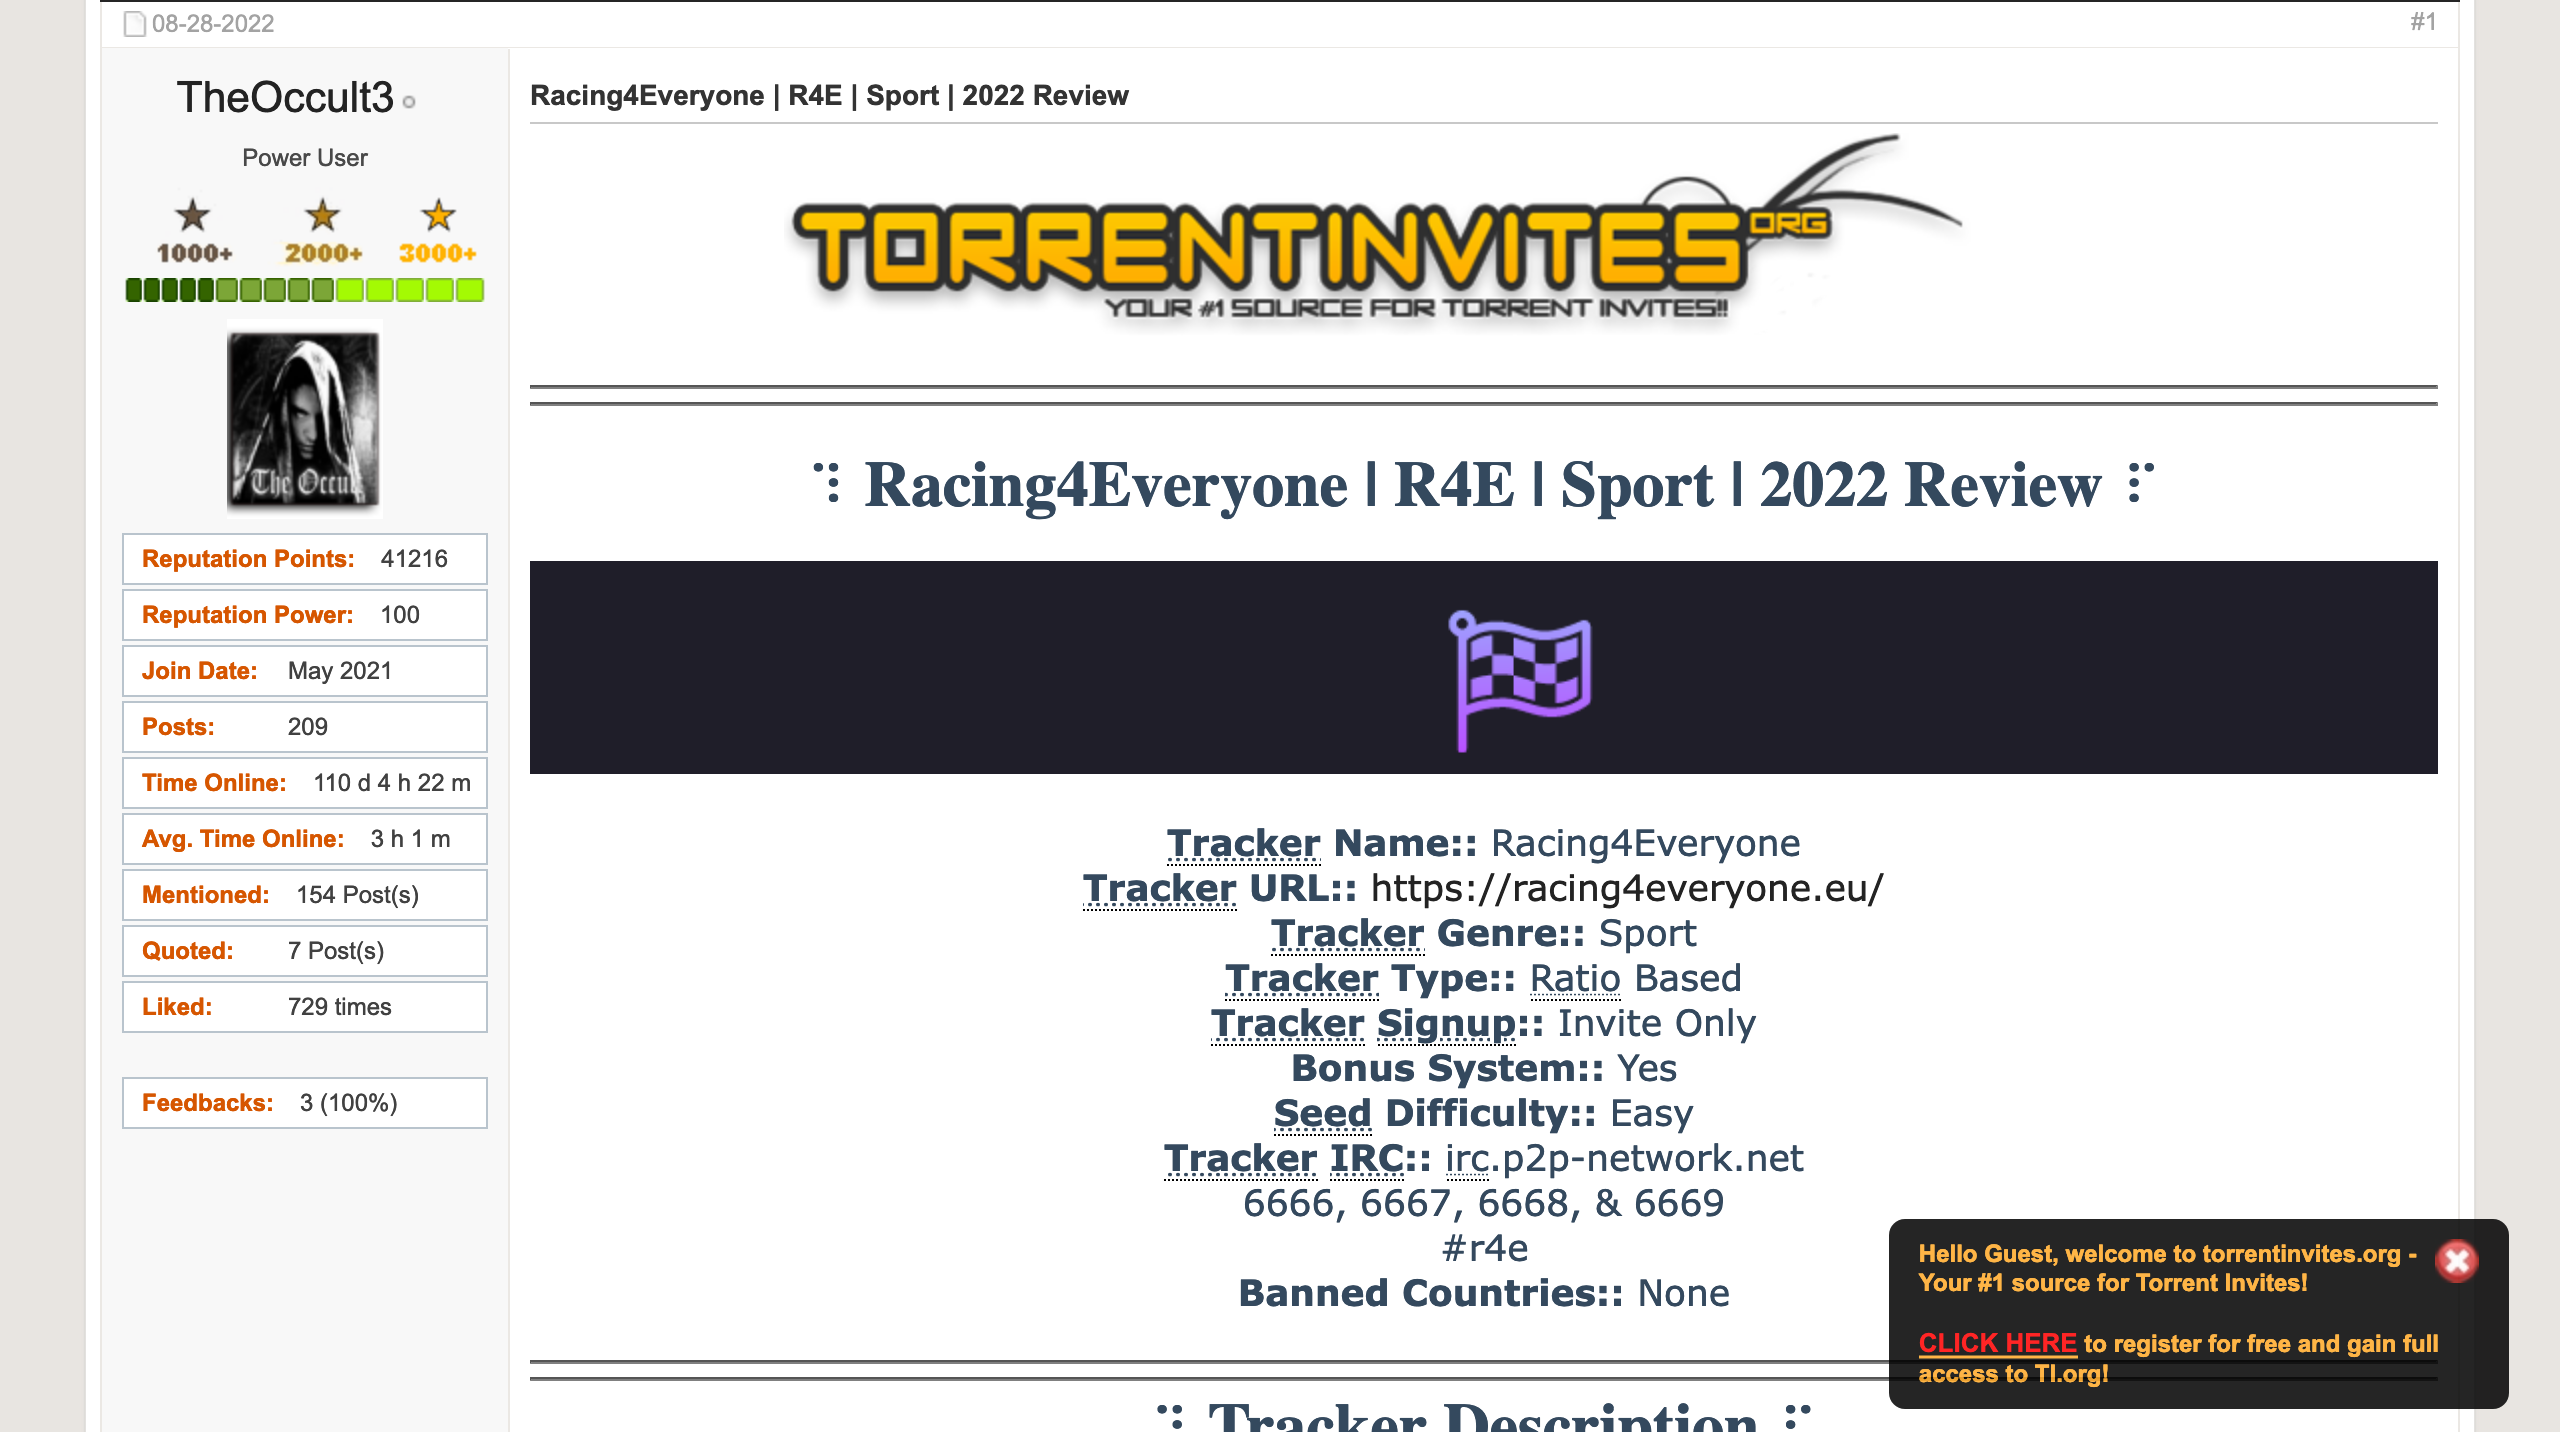 08-28-2022
#1
TheOccult3
Power User
1000+ 2000+ 3000+
The Occu
Reputation Points: 41216
Reputation Power: 100
Join Date: May 2021
Posts: 209
Time Online: 110 d 4 h 22 m
Avg. Time Online: 3 h 1 m
Mentioned: 154 Post(s)
Quoted: 7 Post(s)
Liked: 729 times
Feedbacks: 3 (100%)
Racing4Everyone | R4E | Sport | 2022 Review
TORRENTINVITES ORG
YOUR #1 SOURCE FOR TORRENT INVITES!!
⠙⠇ Racing4Everyone | R4E | Sport | 2022 Review ⠸⠋
Tracker Name:: Racing4Everyone
Tracker URL:: https://racing4everyone.eu/
Tracker Genre:: Sport
Tracker Type:: Ratio Based
Tracker Signup:: Invite Only
Bonus System:: Yes
Seed Difficulty:: Easy
Tracker IRC:: irc.p2p-network.net
6666, 6667, 6668, & 6669
#r4e
Banned Countries:: None
Tracker Description
Hello Guest, welcome to torrentinvites.org -
Your #1 source for Torrent Invites!
CLICK HERE to register for free and gain full
access to TI.org!